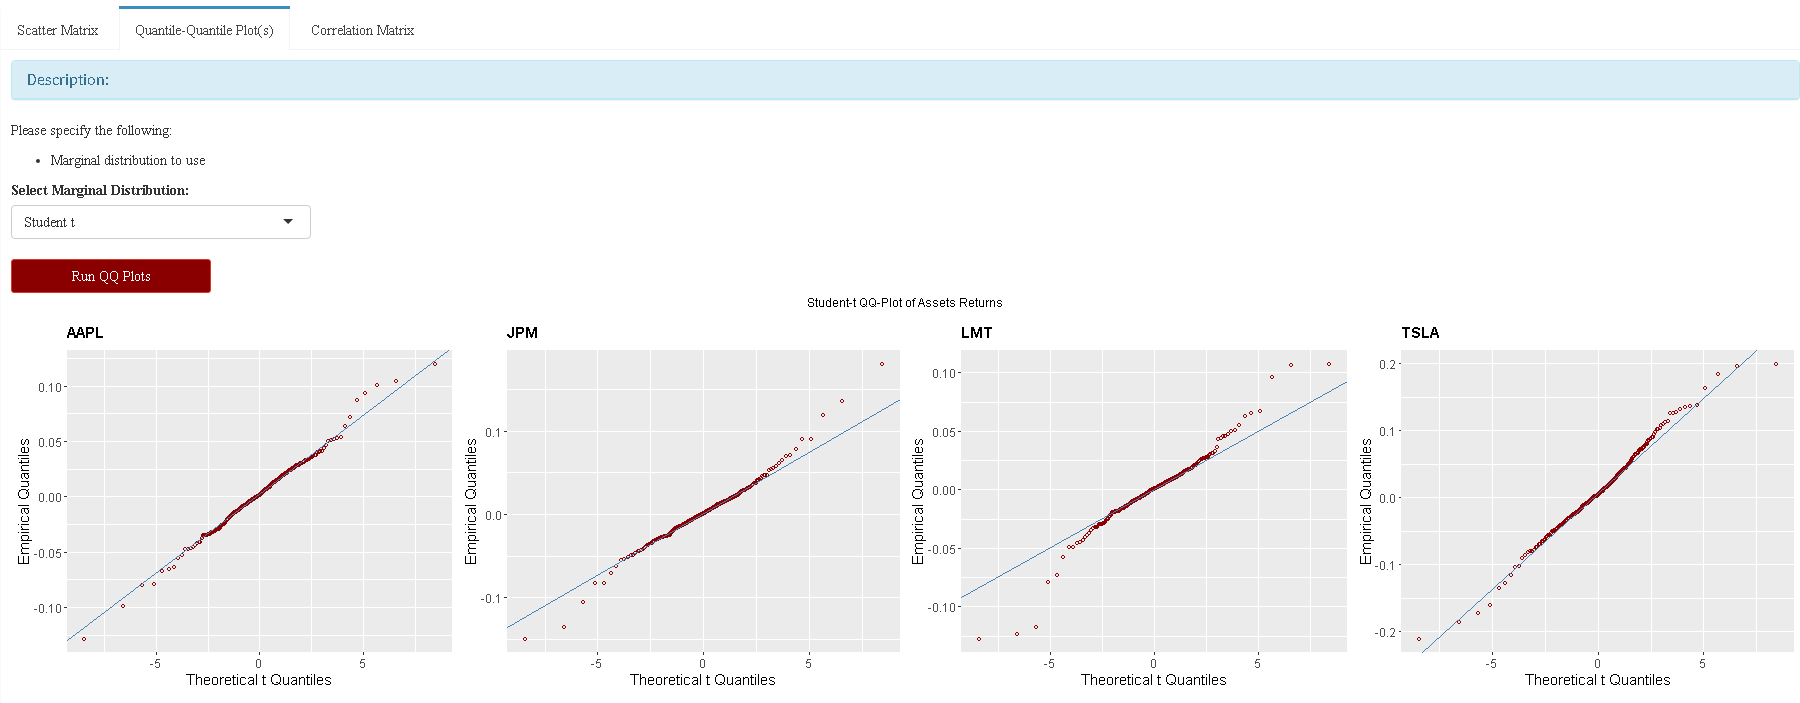 Scatter Matrix Quantile-Quantile Plot(s) Correlation Matrix
Description:
Please specify the following:
• Marginal distribution to use
Select Marginal Distribution:
Student t
Run QQ Plots
Student-t QQ-Plot of Assets Returns
AAPL
Empirical Quantiles
0.10
0.05
0.00
-0.05
-0.10
-5 0 5
Theoretical t Quantiles
JPM
Empirical Quantiles
0.1
0.0
-0.1
-5 0 5
Theoretical t Quantiles
LMT
Empirical Quantiles
0.10
0.05
0.00
-0.05
-0.10
-5 0 5
Theoretical t Quantiles
TSLA
Empirical Quantiles
0.2
0.1
0.0
-0.1
-0.2
-5 0 5
Theoretical t Quantiles